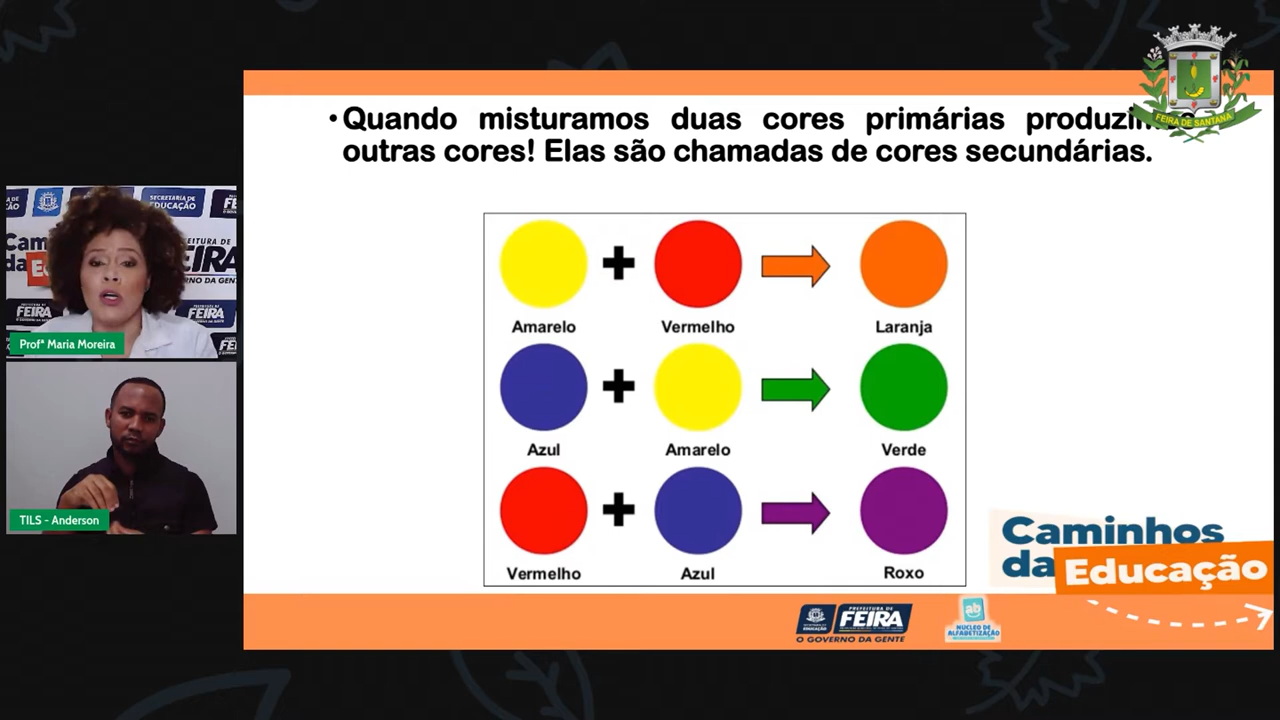 FEIRA DE SANTANA
• Quando misturamos duas cores primárias
outras cores! Elas são chamadas de cores secundárias.
Amarelo
Vermelho
Laranja
Azul
Amarelo
Verde
Vermelho
Azul
Roxo
SECRETARIA DE
EDUCAÇÃO
FEIRA
FEIRA
Profª Maria Moreira
TILS - Anderson
Caminhos
da Educação
PREFEITURA DE
FEIRA
O GOVERNO DA GENTE
NÚCLEO DE
ALFABETIZAÇÃO